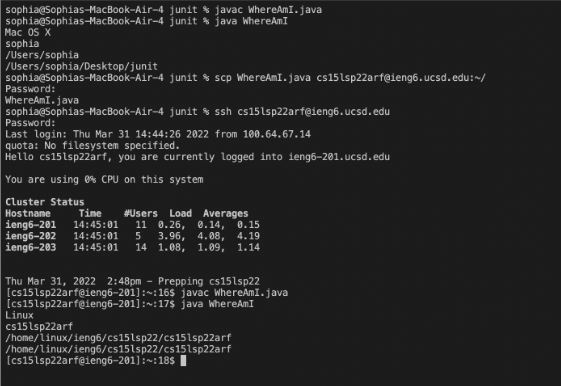 sophia@Sophias-MacBook-Air-4 junit % javac WhereAmI.java
sophia@Sophias-MacBook-Air-4 junit % java WhereAmI
Mac OS X
sophia
/Users/sophia
/Users/sophia/Desktop/junit
sophia@Sophias-MacBook-Air-4 junit % scp WhereAmI.java cs15lsp22arf@ieng6.ucsd.edu:~/
Password:
WhereAmI.java
sophia@Sophias-MacBook-Air-4 junit % ssh cs15lsp22arf@ieng6.ucsd.edu
Password:
Last login: Thu Mar 31 14:44:26 2022 from 100.64.67.14
quota: No filesystem specified.
Hello cs15lsp22arf, you are currently logged into ieng6-201.ucsd.edu
You are using 0% CPU on this system
Cluster Status
Hostname Time #Users Load Averages
ieng6-201 14:45:01 11 0.26, 0.14, 0.15
ieng6-202 14:45:01 5 3.96, 4.08, 4.19
ieng6-203 14:45:01 14 1.08, 1.09, 1.14
Thu Mar 31, 2022 2:48pm - Prepping cs15lsp22
[cs15lsp22arf@ieng6-201]:~:16$ javac WhereAmI.java
[cs15lsp22arf@ieng6-201]:~:17$ java WhereAmI
Linux
cs15lsp22arf
/home/linux/ieng6/cs15lsp22/cs15lsp22arf
/home/linux/ieng6/cs15lsp22/cs15lsp22arf
[cs15lsp22arf@ieng6-201]:~:18$